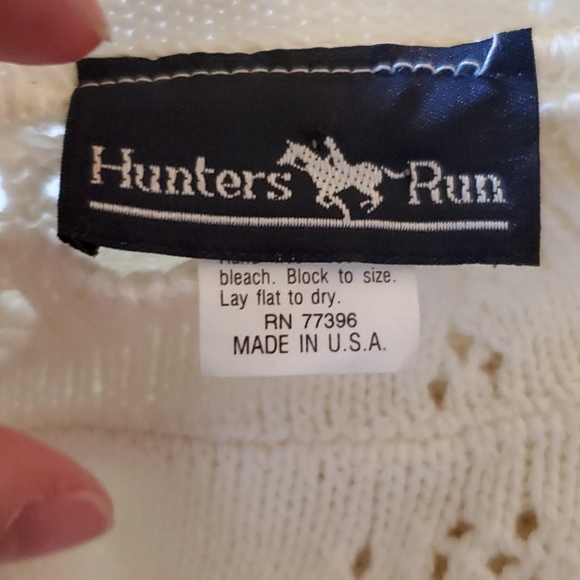 Hunters Run
bleach. Block to size.
Lay flat to dry.
RN 77396
MADE IN U.S.A.